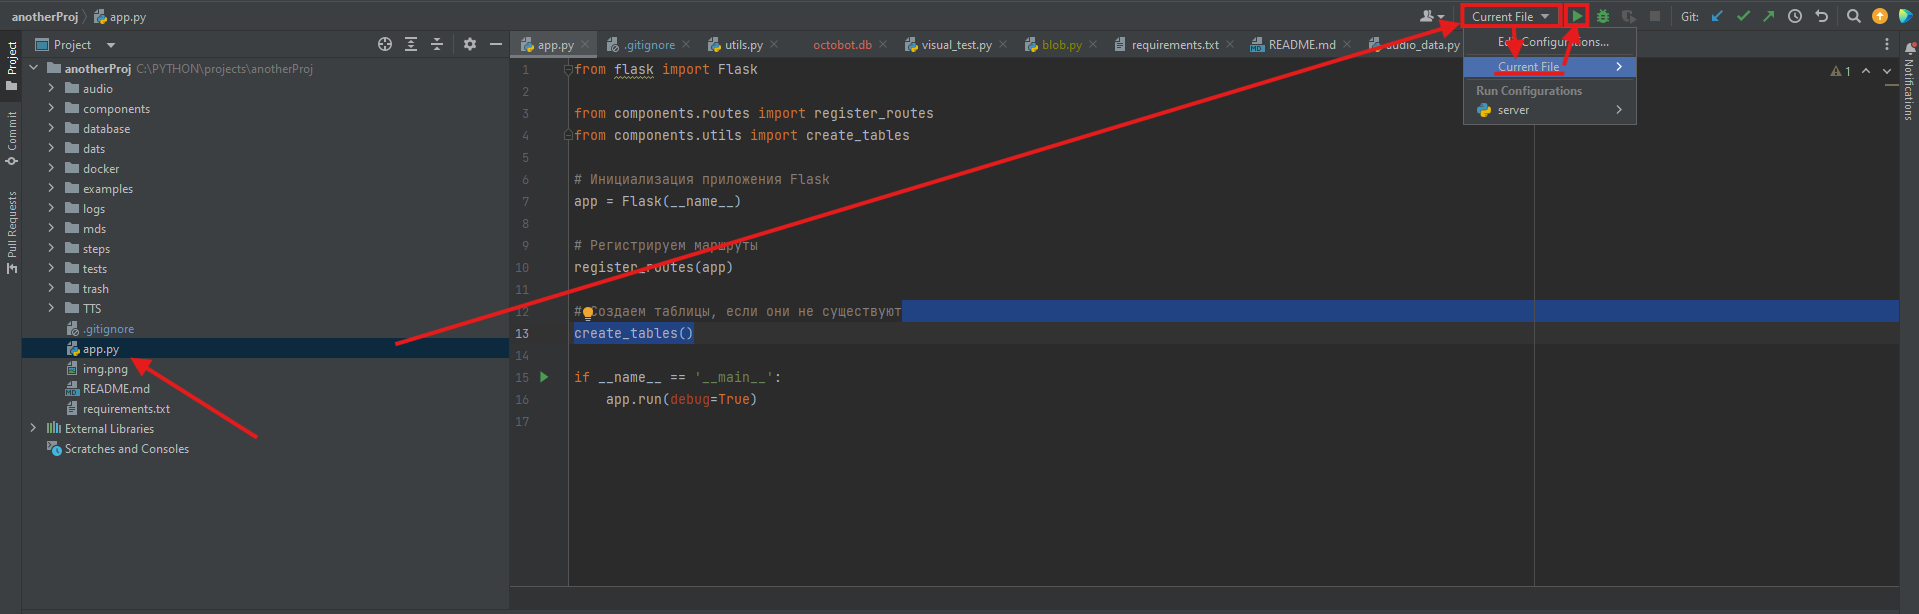 anotherProj app.py
Current File
Git:
Project
app.py
.gitignore
utils.py
octobot.db
visual_test.py
blob.py
requirements.txt
README.md
audio_data.py
Edit Configurations...
Current File
Run Configurations
server
1
Project
Commit
Pull Requests
Notifications
anotherProj C:\PYTHON\projects\anotherProj
audio
components
database
dats
docker
examples
logs
mds
steps
tests
trash
TTS
.gitignore
app.py
img.png
README.md
requirements.txt
External Libraries
Scratches and Consoles
1 from flask import Flask
2
3 from components.routes import register_routes
4 from components.utils import create_tables
5
6 # Инициализация приложения Flask
7 app = Flask(__name__)
8
9 # Регистрируем маршруты
10 register_routes(app)
11
12 # Создаем таблицы, если они не существуют
13 create_tables()
14
15 if __name__ == '__main__':
16 app.run(debug=True)
17